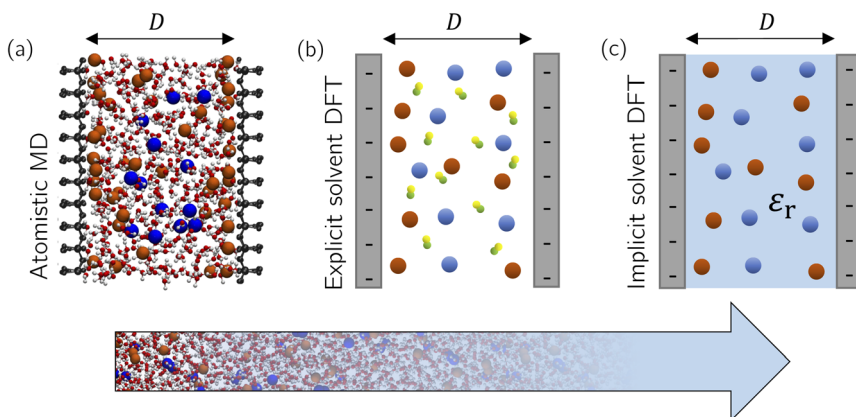 D
(a)
Atomistic MD
D
(b)
Explicit solvent DFT
D
(c)
Implicit solvent DFT
εr